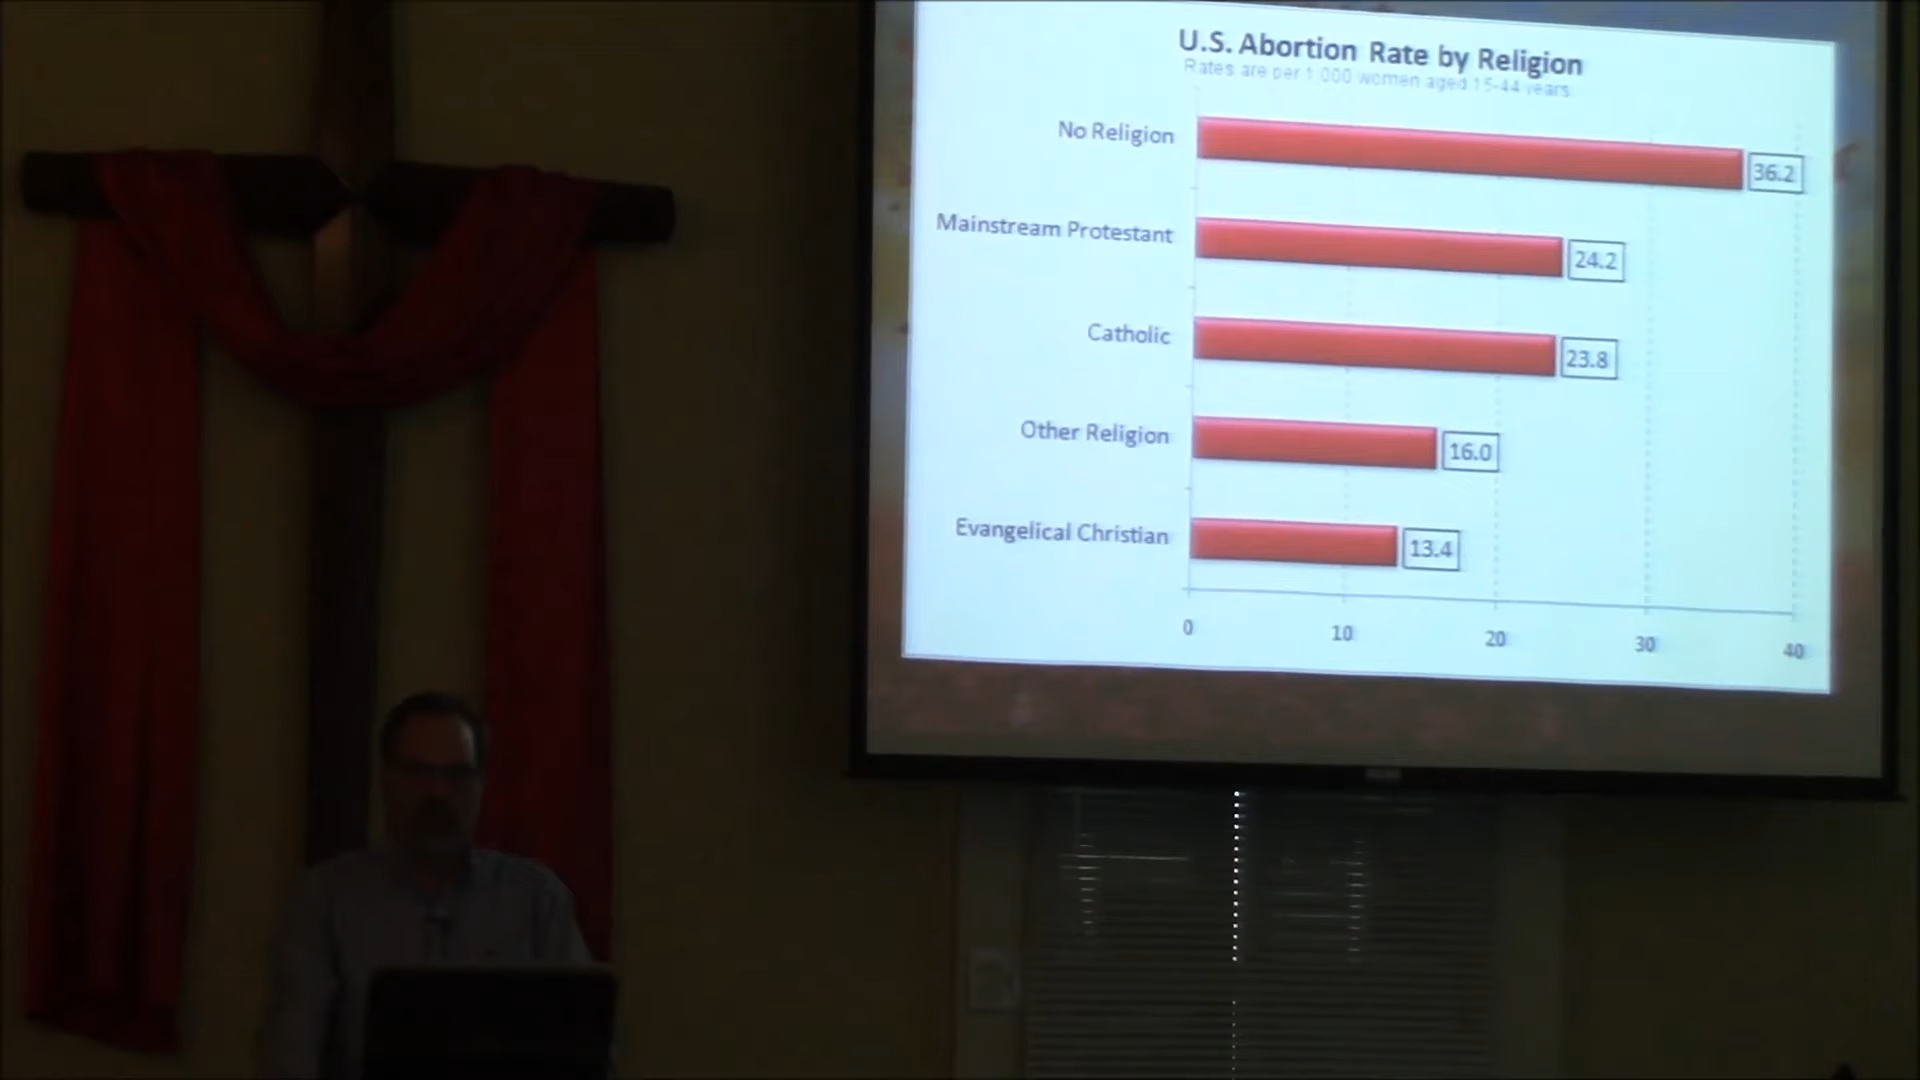 U.S. Abortion Rate by Religion
Rates are per 1,000 women aged 15-44 years.
No Religion
36.2
Mainstream Protestant
24.2
Catholic
23.8
Other Religion
16.0
Evangelical Christian
13.4
0 10 20 30 40